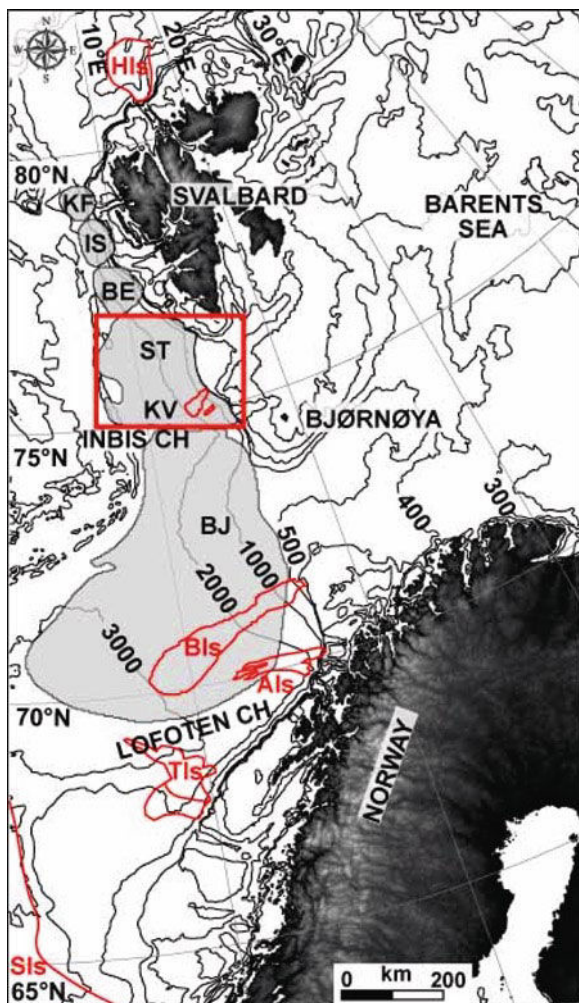 N
W E
S
10°E
20°E
30°E
HIs
80°N
KF
SVALBARD
BARENTS
SEA
IS
BE
ST
KV
BJØRNØYA
INBIS CH
75°N
BJ
500
400
300
1000
2000
3000
BIs
AIs
70°N
LOFOTEN CH
TIs
NORWAY
SIs
65°N
km
0 200